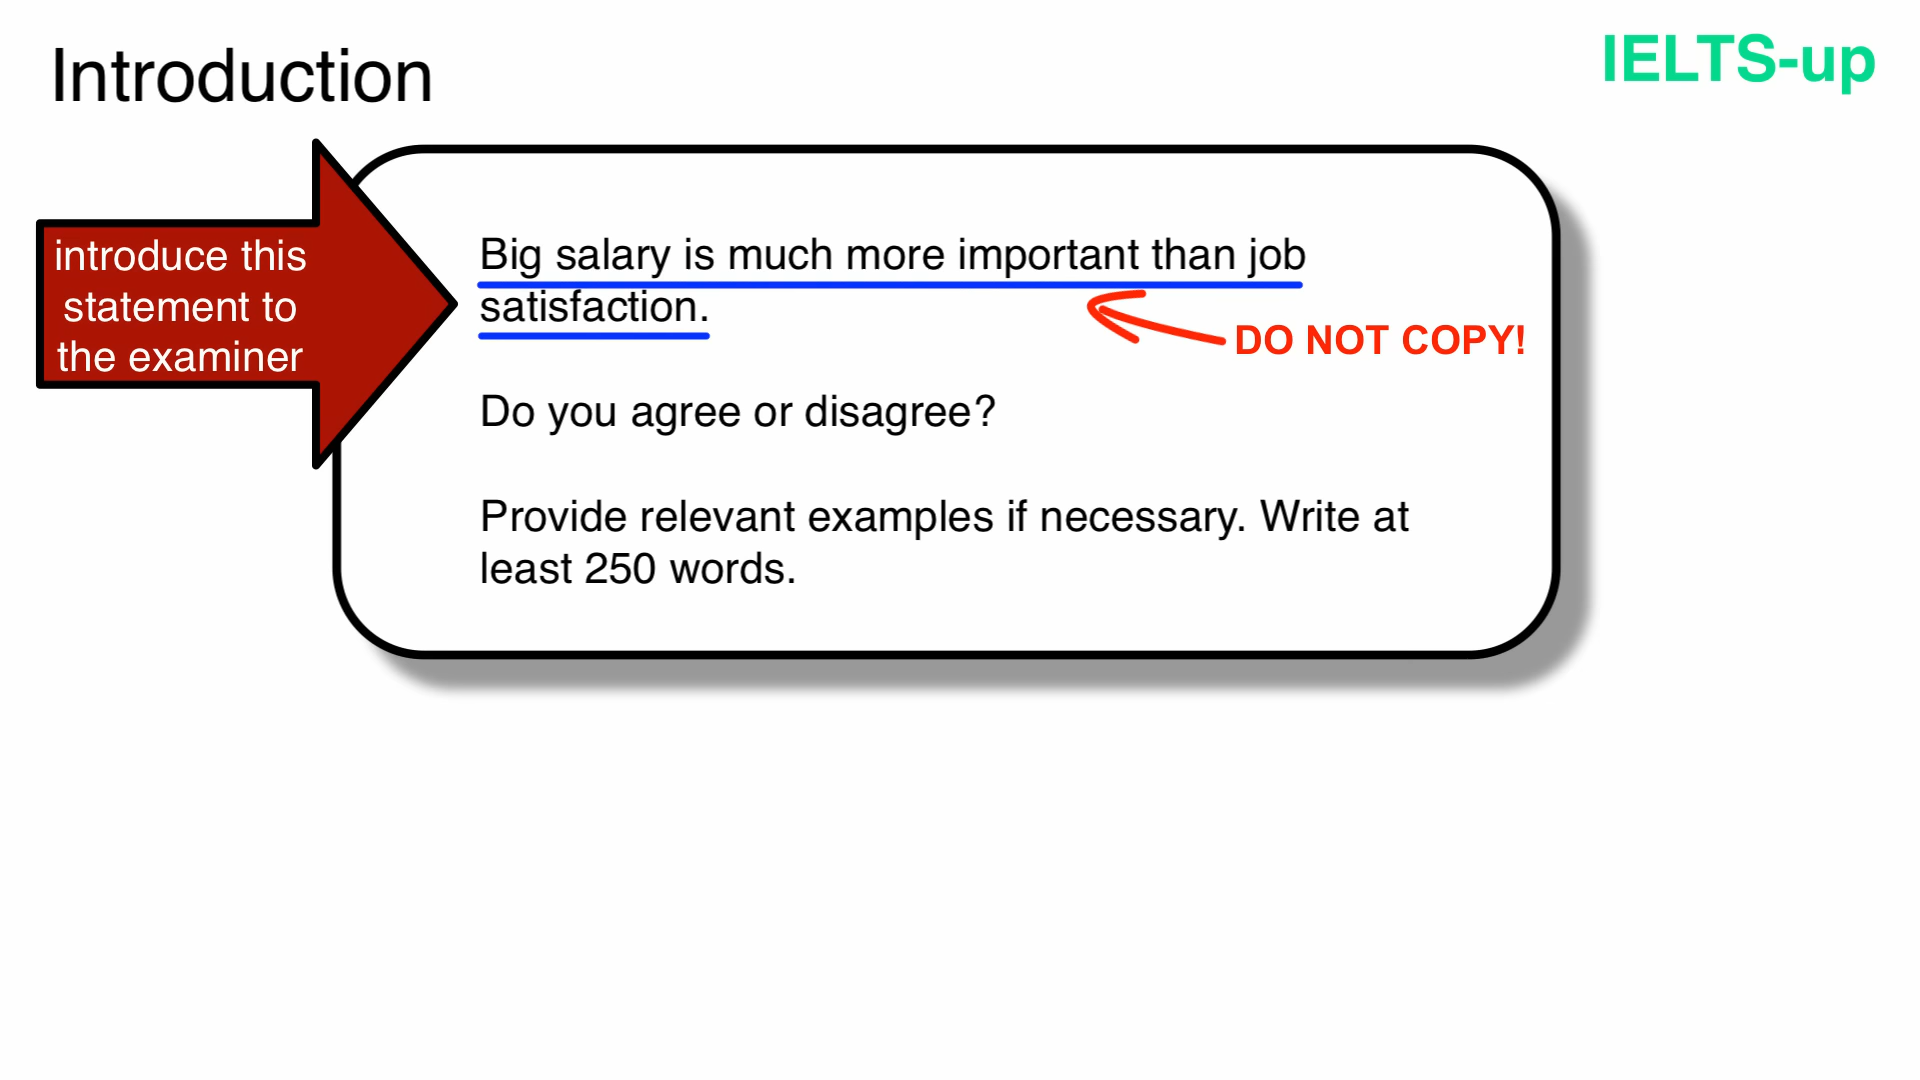 Introduction
IELTS-up
introduce this
statement to
the examiner
Big salary is much more important than job
satisfaction.
DO NOT COPY!
Do you agree or disagree?
Provide relevant examples if necessary. Write at
least 250 words.